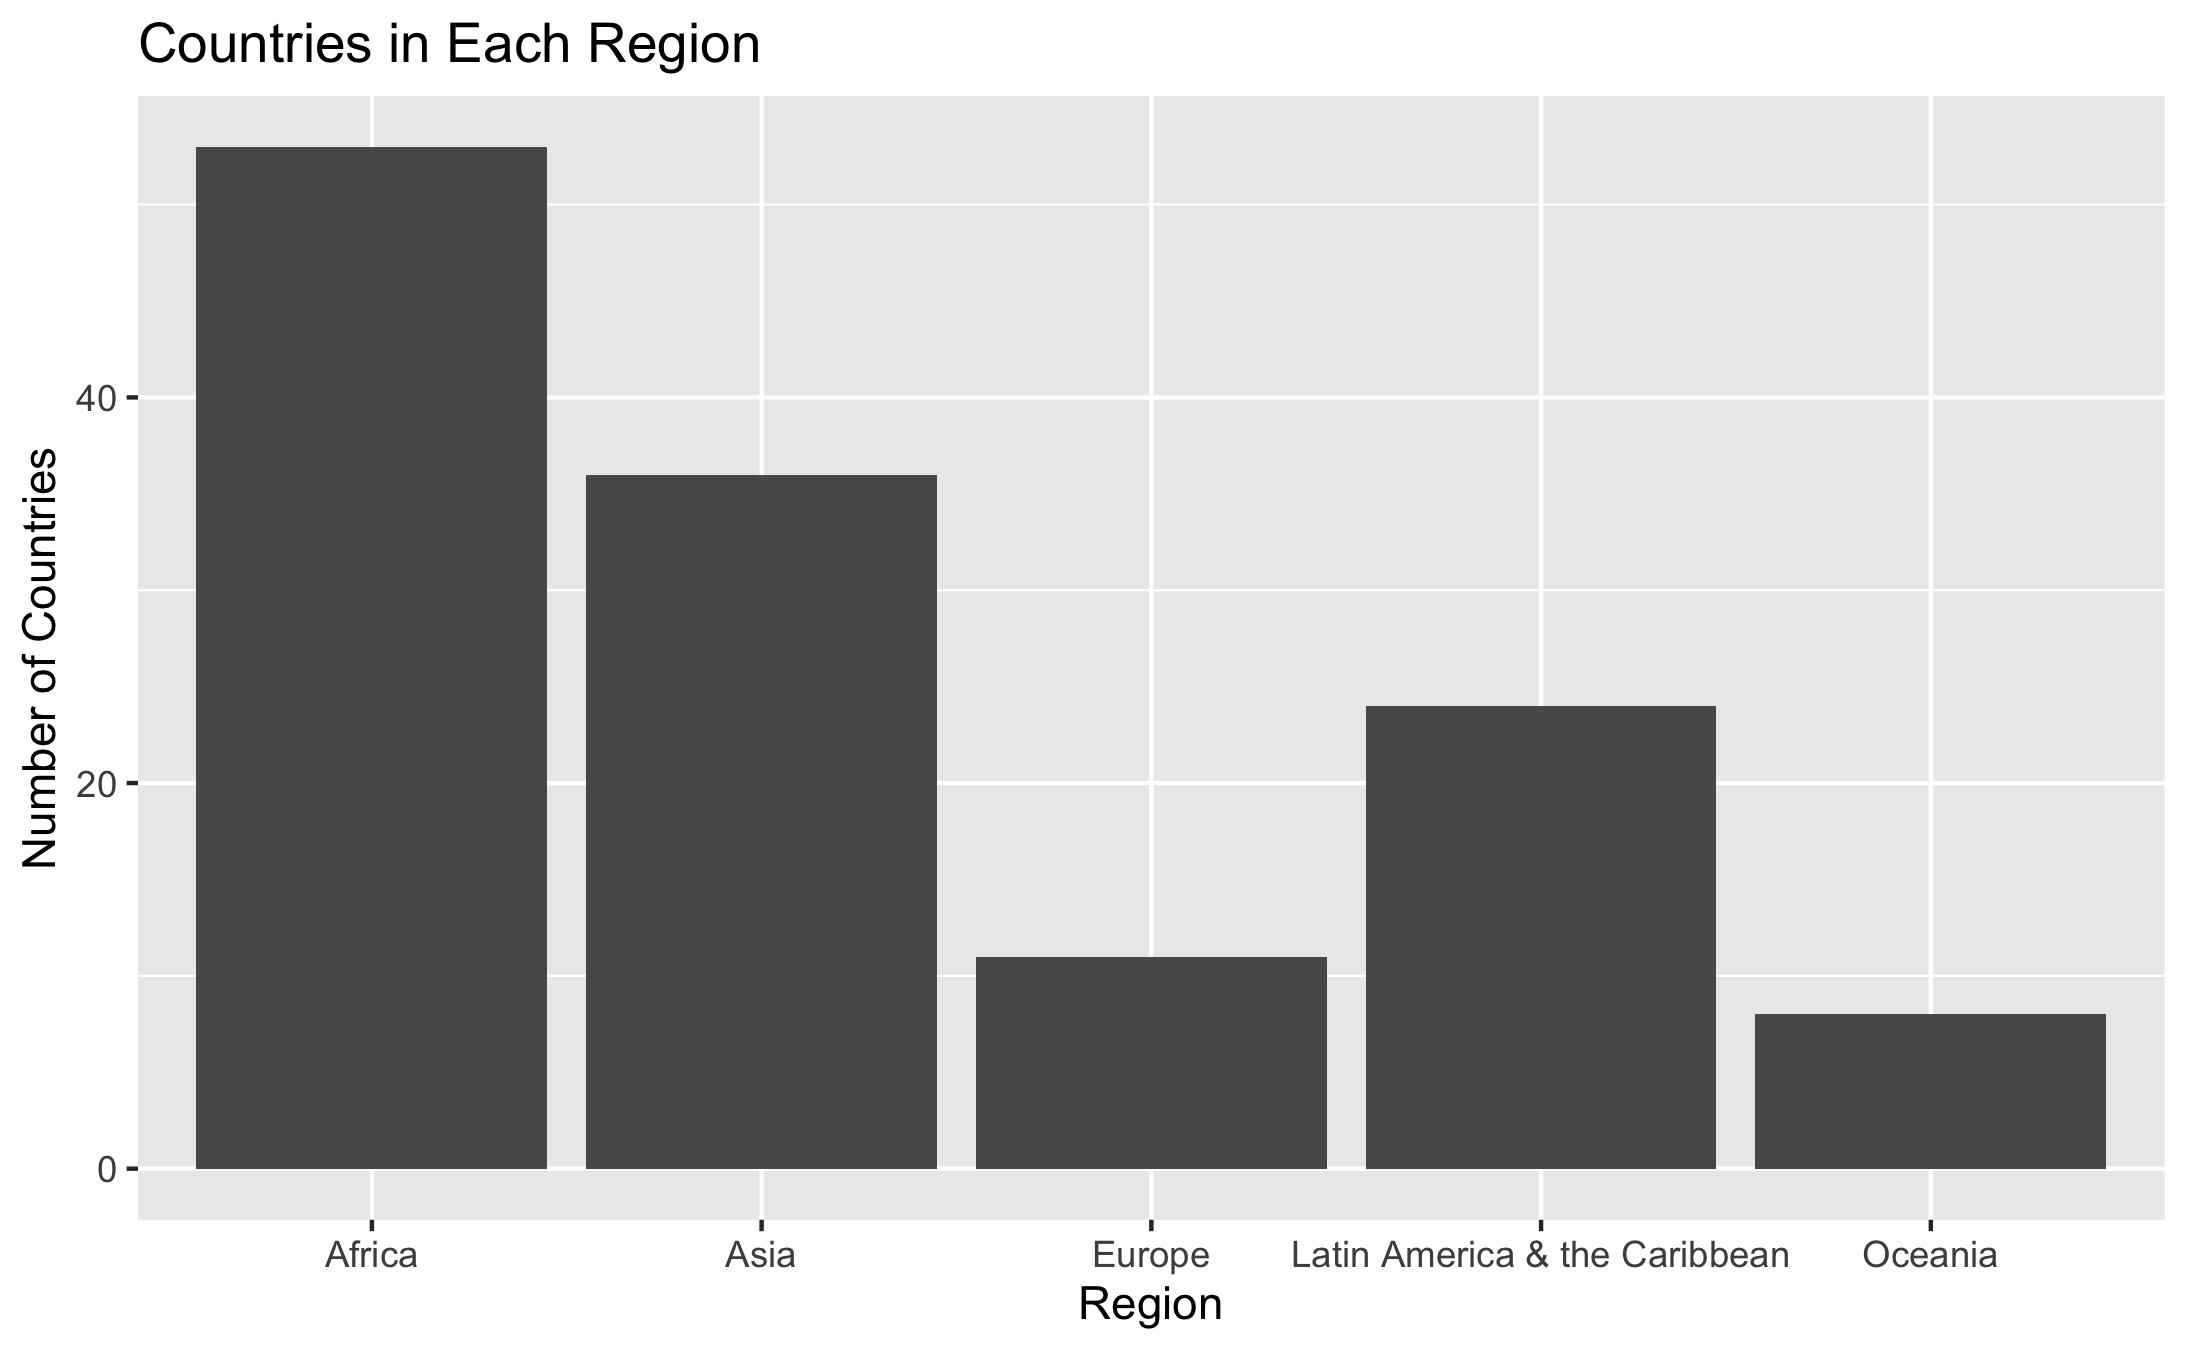 Countries in Each Region
Number of Countries
40
20
0
Africa Asia Europe Latin America & the Caribbean Oceania
Region